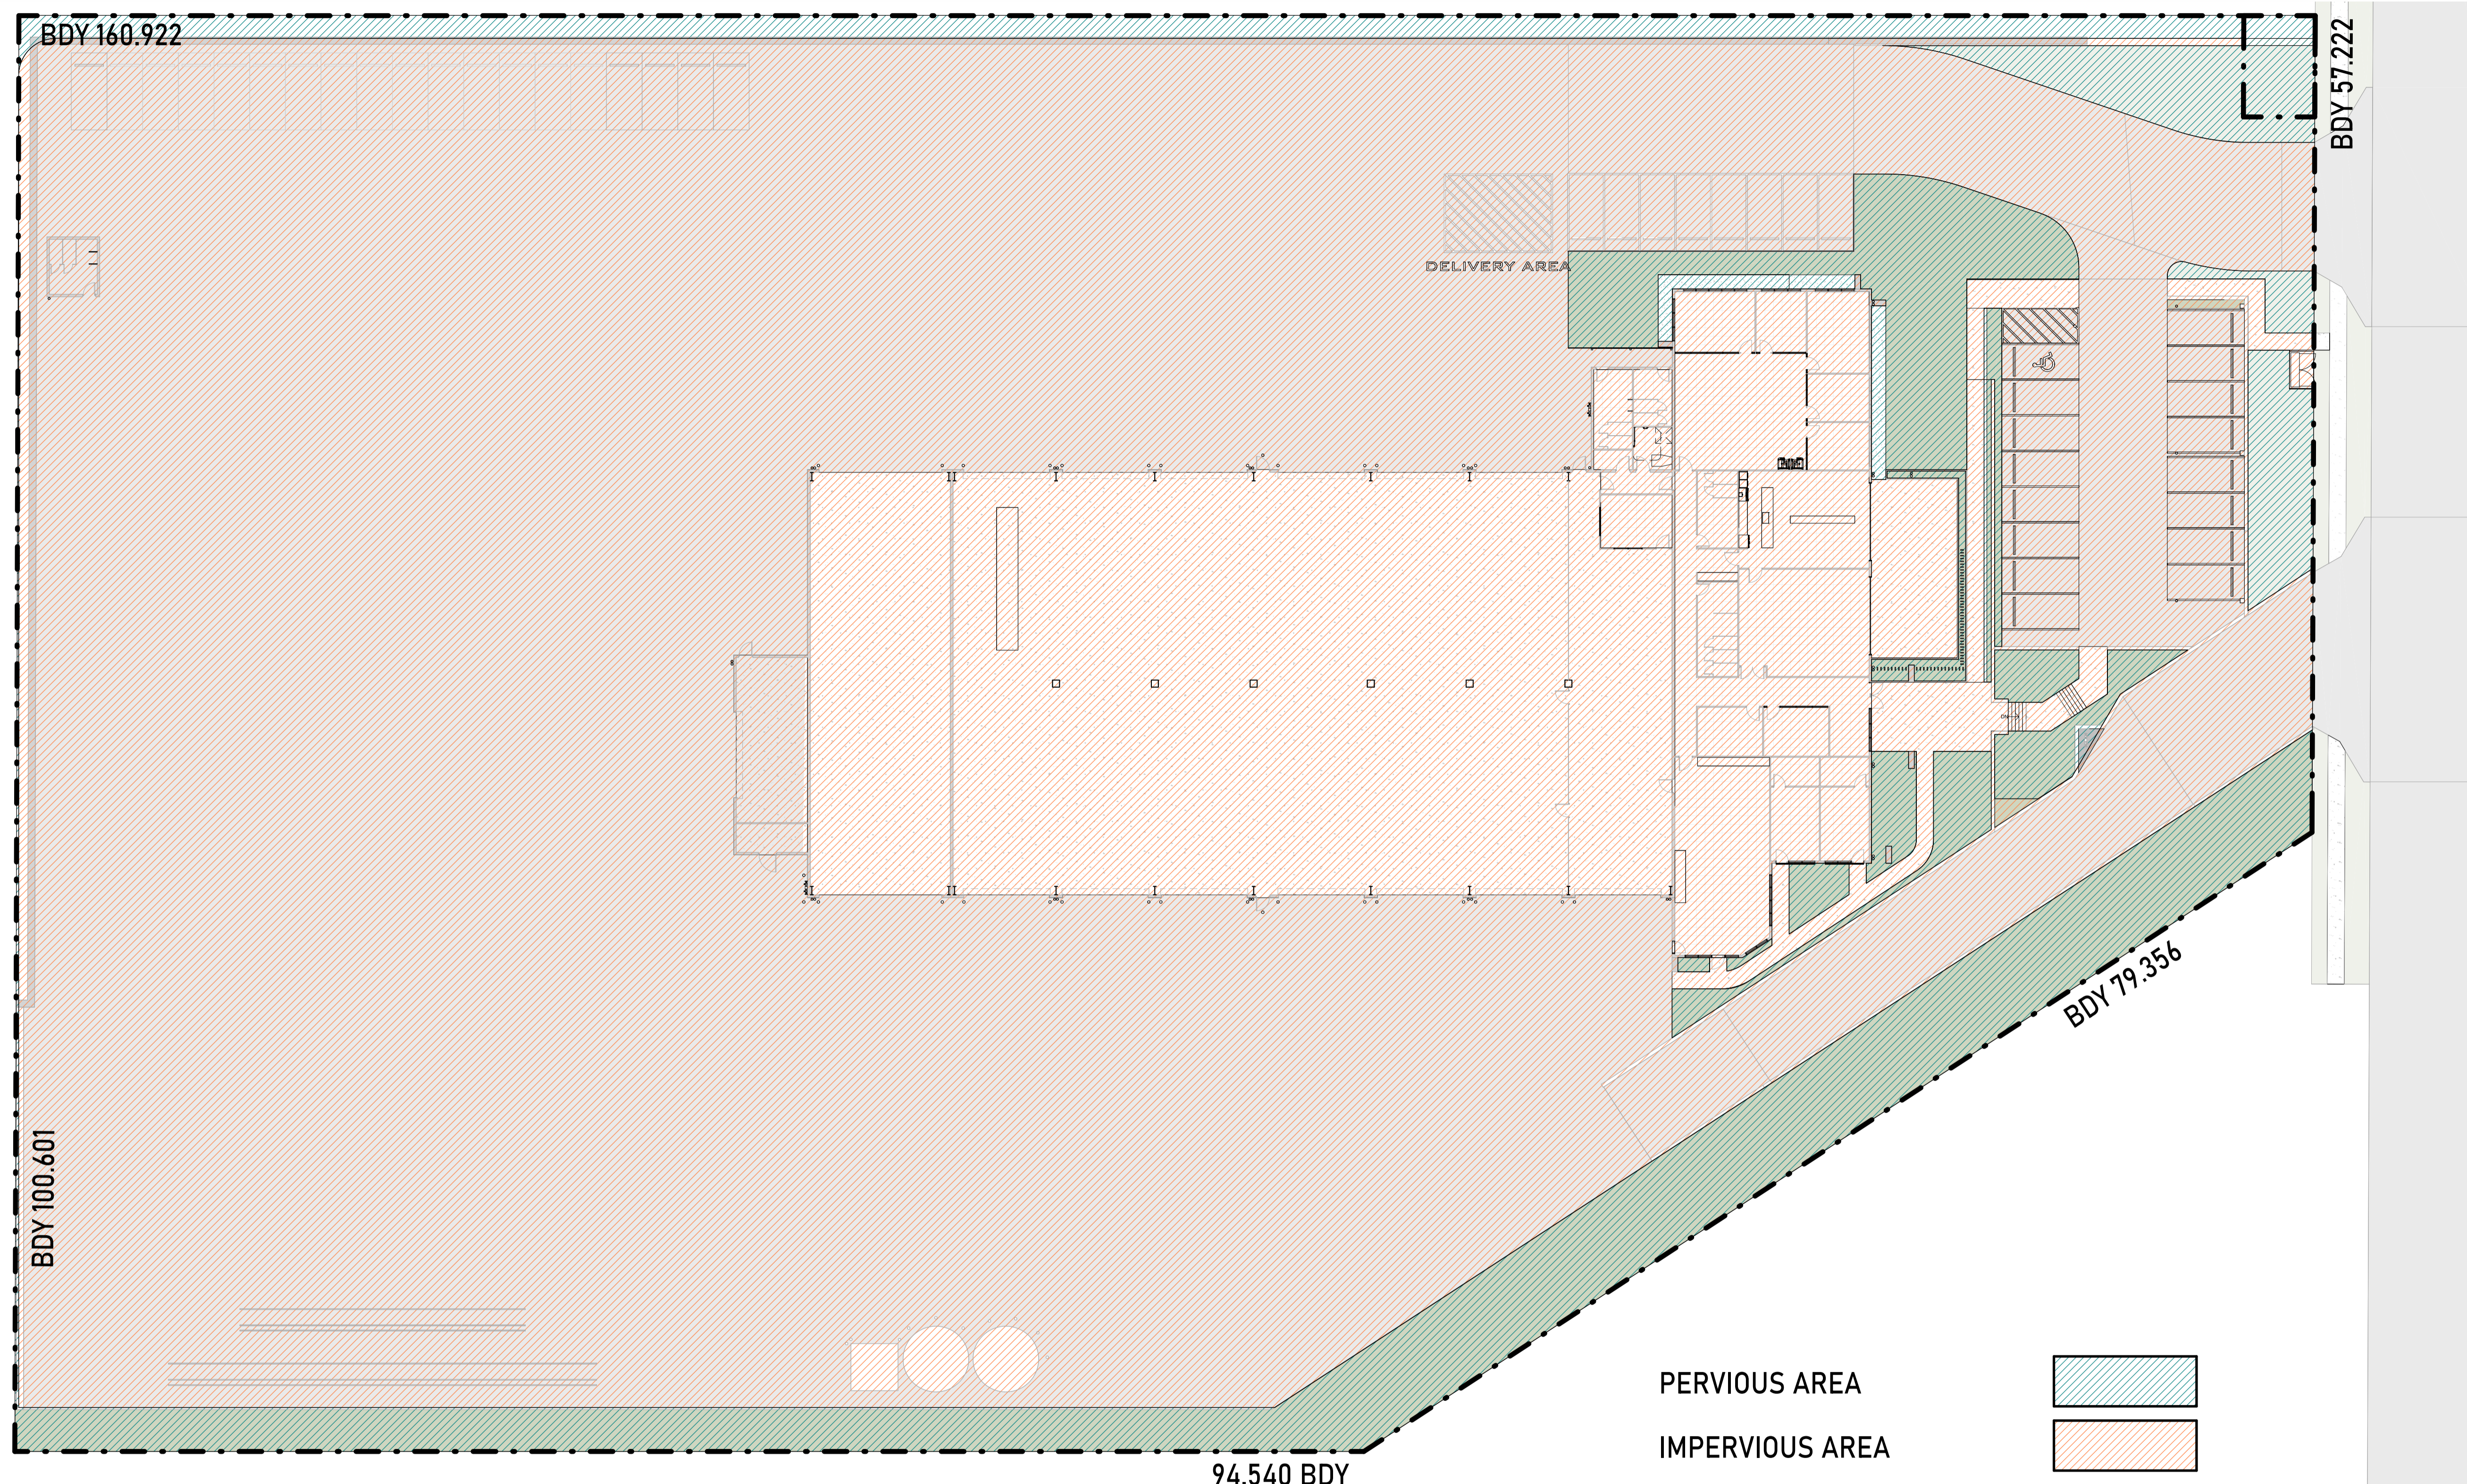 BDY 160.922
BDY 57.222
DELIVERY AREA
DN
BDY 79.356
BDY 100.601
PERVIOUS AREA
IMPERVIOUS AREA
94.540 BDY